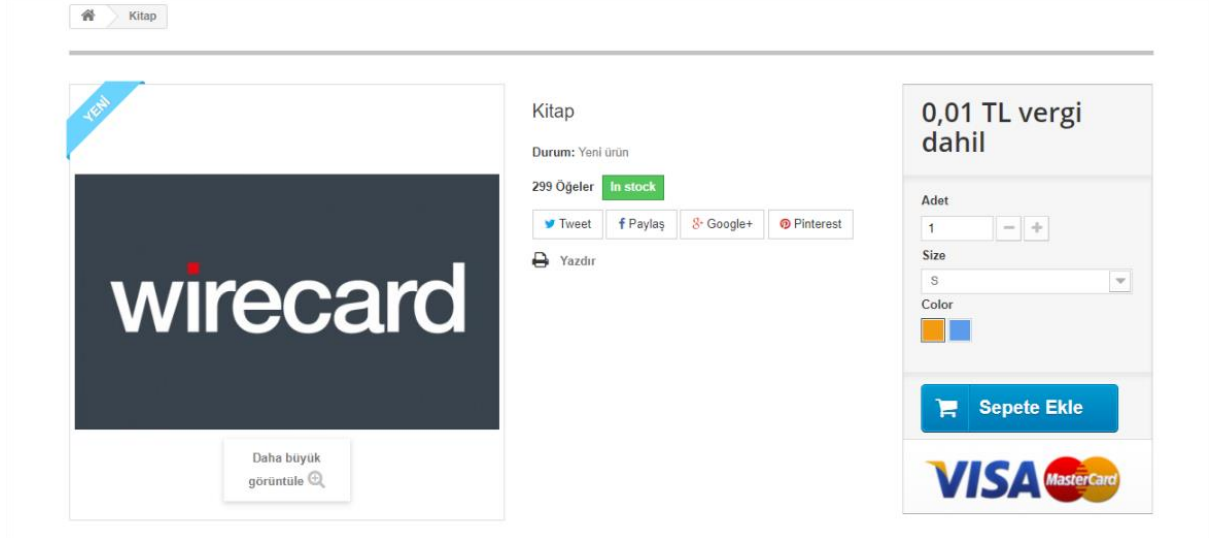 Kitap
YENİ
wirecard
Daha büyük
görüntüle
Kitap
Durum: Yeni ürün
299 Öğeler In stock
Tweet Paylaş Google+ Pinterest
Yazdır
0,01 TL vergi
dahil
Adet
1
Size
S
Color
Sepete Ekle
VISA MasterCard